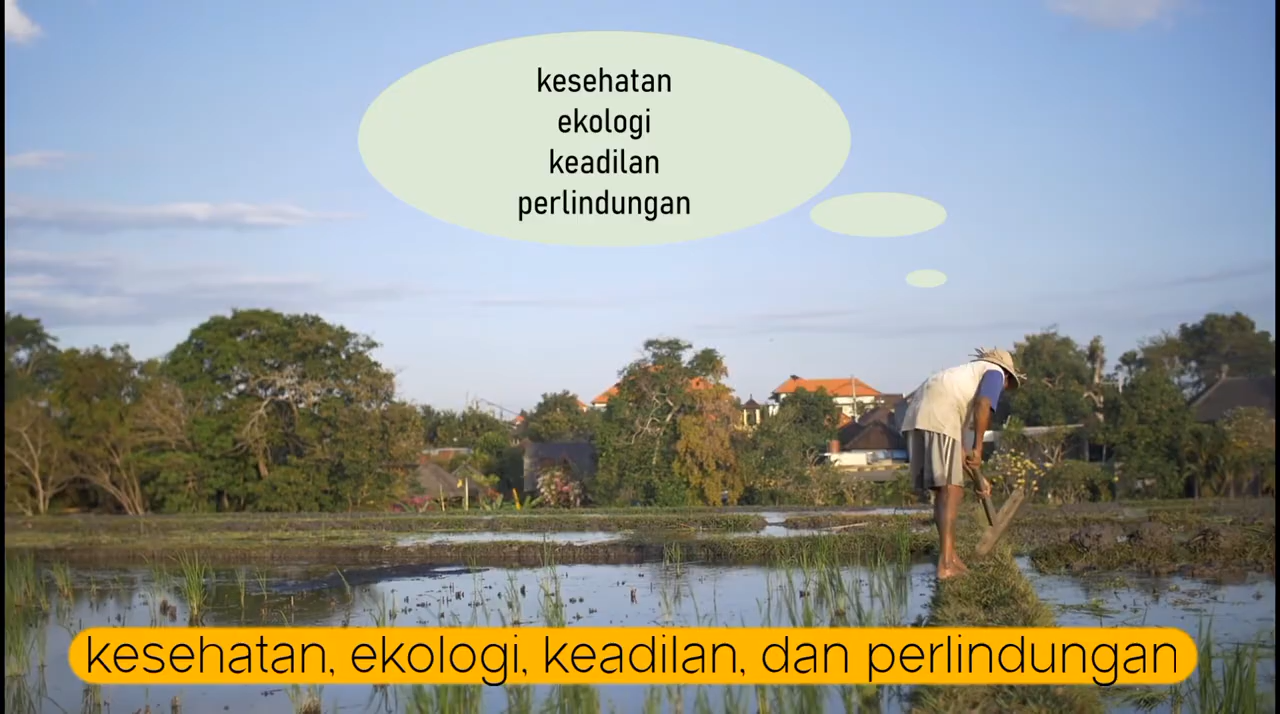 kesehatan
ekologi
keadilan
perlindungan
kesehatan, ekologi, keadilan, dan perlindungan